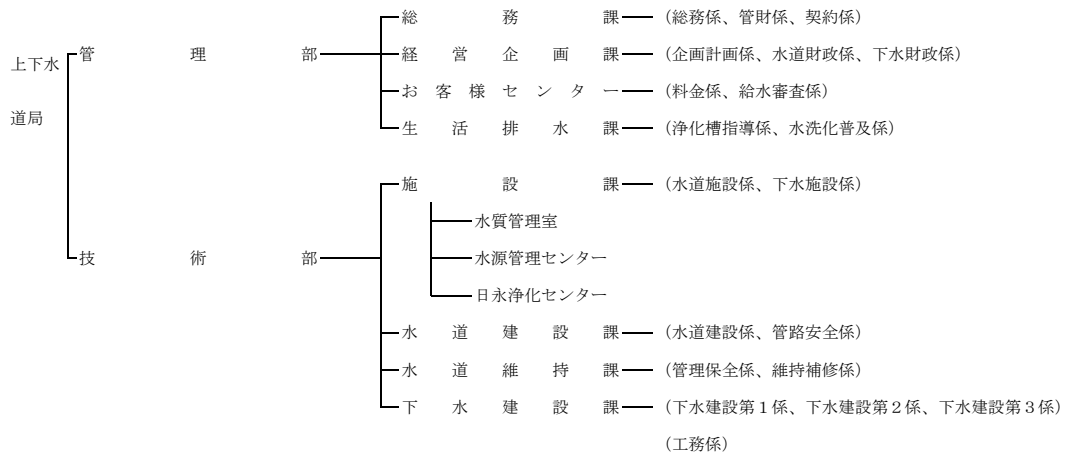 総務課 （総務係、管財係、契約係）
上下水道局 管理部 経営企画課 （企画計画係、水道財政係、下水財政係）
お客様センター （料金係、給水審査係）
生活排水課 （浄化槽指導係、水洗化普及係）
施設課 （水道施設係、下水施設係）
水質管理室
技術部 水源管理センター
日永浄化センター
水道建設課 （水道建設係、管路安全係）
水道維持課 （管理保全係、維持補修係）
下水建設課 （下水建設第１係、下水建設第２係、下水建設第３係）
（工務係）